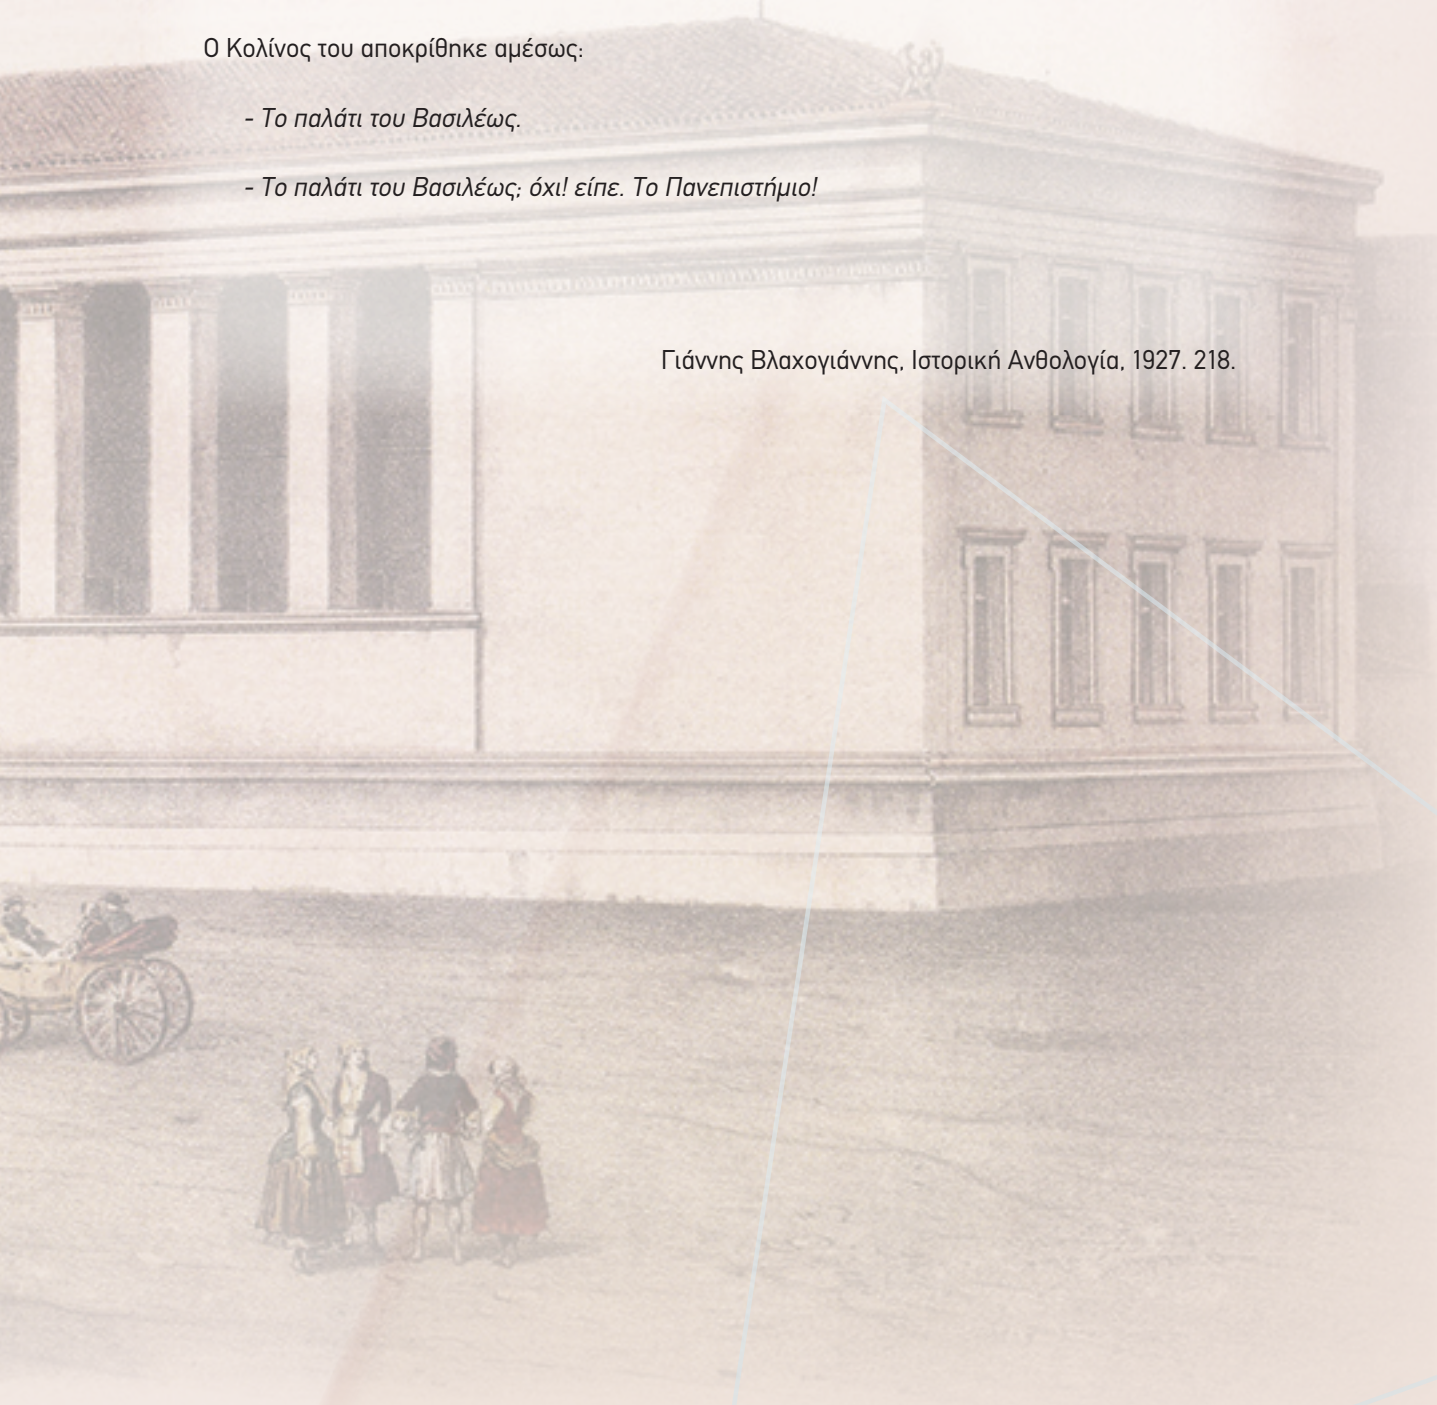 Ο Κολίνος του αποκρίθηκε αμέσως:
- Το παλάτι του Βασιλέως.
- Το παλάτι του Βασιλέως; όχι! είπε. Το Πανεπιστήμιο!
Γιάννης Βλαχογιάννης, Ιστορική Ανθολογία, 1927. 218.